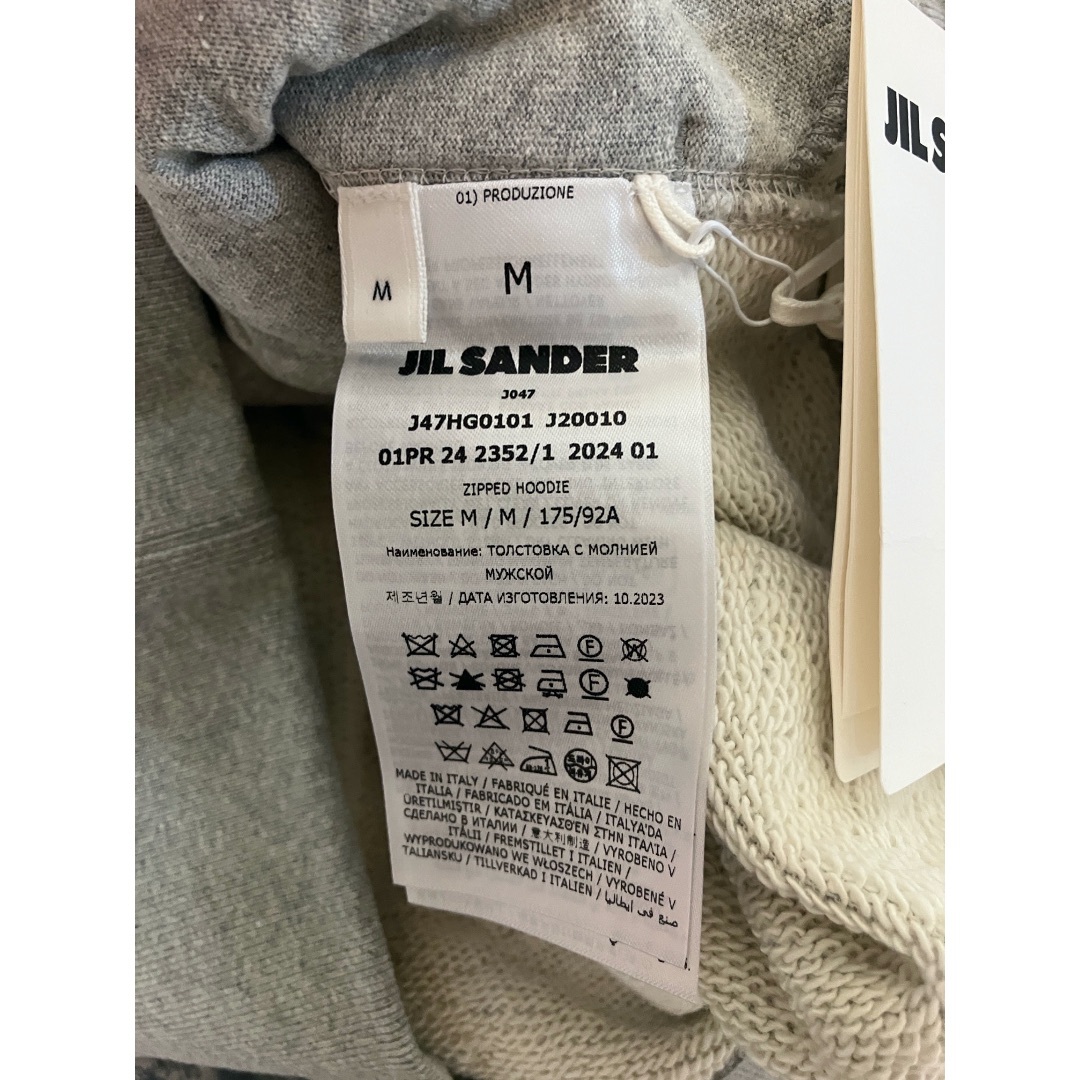 01) PRODUZIONE
M
M
JIL SANDER
J047
J47HG0101 J20010
01PR 24 2352/1 2024 01
ZIPPED HOODIE
SIZE M / M / 175/92A
Наименование: ТОЛСТОВКА С МОЛНИЕЙ
МУЖСКОЙ
제조년월 / ДАТА ИЗГОТОВЛЕНИЯ: 10.2023
F
W
F
F
MADE IN ITALY / FABRIQUÉ EN ITALIE / HECHO EN
ITALIA / FABRICADO EM ITÁLIA / ITALYA'DA
ÜRETILMIŞTIR / ΚΑΤΑΣΚΕΥΑΣΘΈΝ ΣΤΗΝ ΙΤΑΛΊΑ /
СДЕЛАНО В ИТАЛИИ / 意大利制造 / VYROBENO V
ITÁLII / FREMSTILLET I ITALIEN /
WYPRODUKOWANO WE WŁOSZECH / VYROBENÉ V
TALIANSKU / TILLVERKAD I ITALIEN / صنع في إيطاليا
JIL S